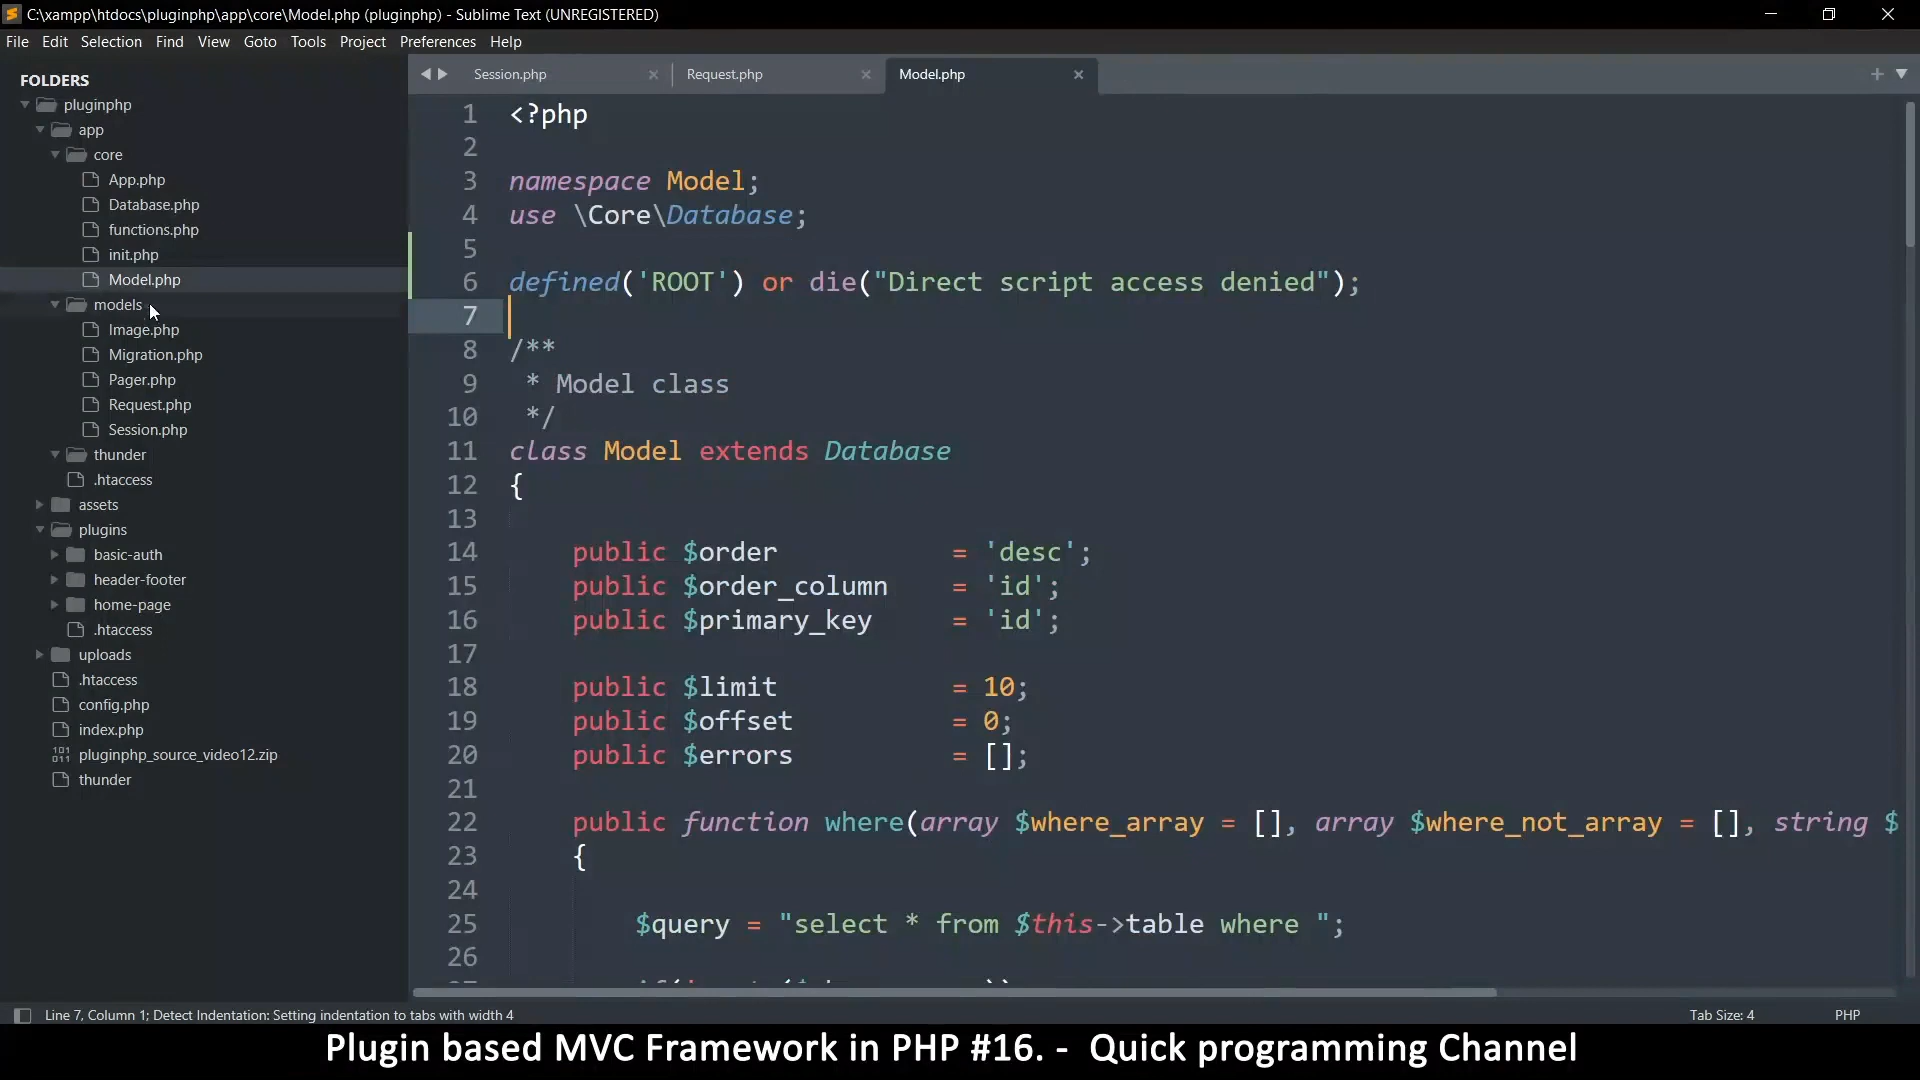 C:\xampp\htdocs\pluginphp\app\core\Model.php (pluginphp) - Sublime Text (UNREGISTERED)
File Edit Selection Find View Goto Tools Project Preferences Help
FOLDERS
pluginphp
app
core
App.php
Database.php
functions.php
init.php
Model.php
models
Image.php
Migration.php
Pager.php
Request.php
Session.php
thunder
.htaccess
assets
plugins
basic-auth
header-footer
home-page
.htaccess
uploads
.htaccess
config.php
index.php
pluginphp_source_video12.zip
thunder
Session.php Request.php Model.php
1 <?php
2
3 namespace Model;
4 use \Core\Database;
5
6 defined('ROOT') or die("Direct script access denied");
7
8 /**
9 * Model class
10 */
11 class Model extends Database
12 {
13
14 public $order = 'desc';
15 public $order_column = 'id';
16 public $primary_key = 'id';
17
18 public $limit = 10;
19 public $offset = 0;
20 public $errors = [];
21
22 public function where(array $where_array = [], array $where_not_array = [], string $
23 {
24
25 $query = "select * from $this->table where ";
26
Line 7, Column 1; Detect Indentation: Setting indentation to tabs with width 4
Tab Size: 4 PHP
Plugin based MVC Framework in PHP #16. - Quick programming Channel